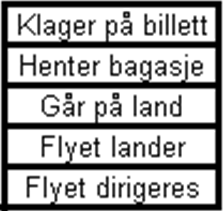 Klager på billett
Henter bagasje
Går på land
Flyet lander
Flyet dirigeres